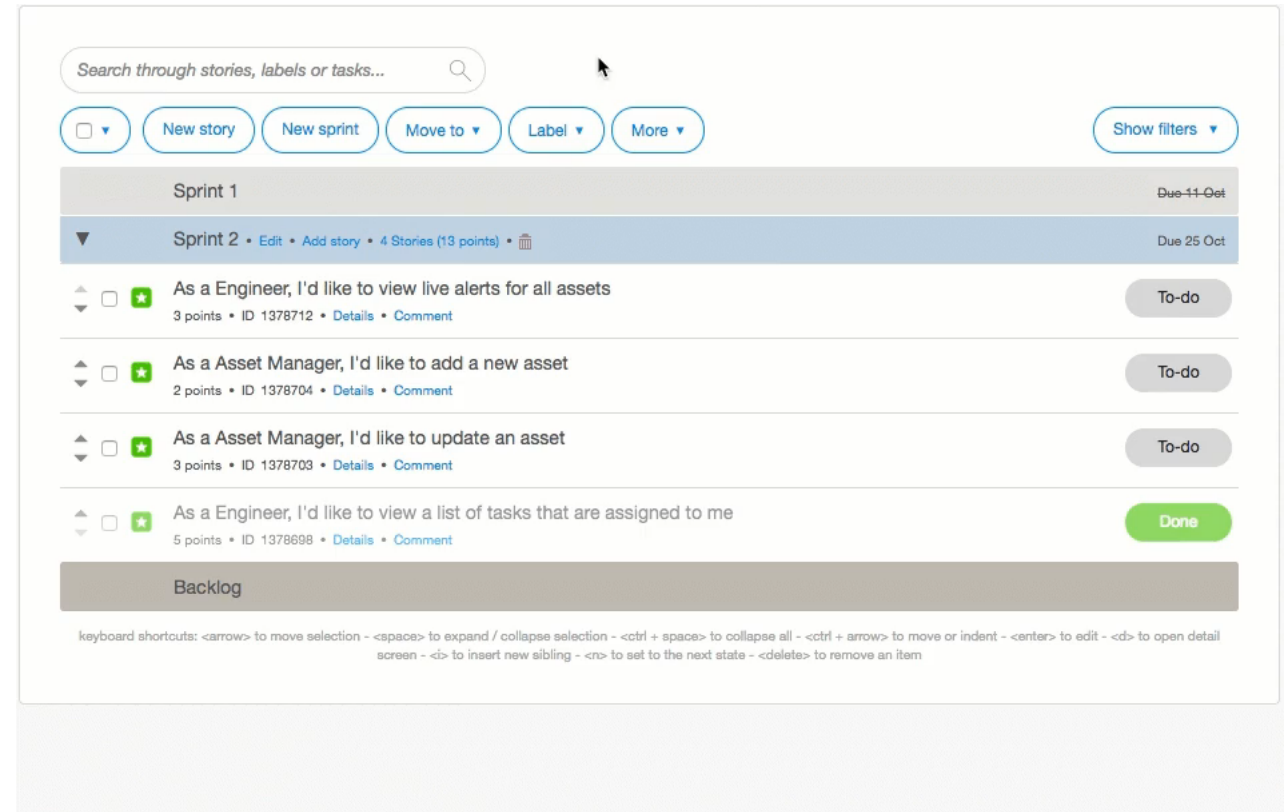 Search through stories, labels or tasks...
New story New sprint Move to Label More Show filters
Sprint 1 Due 11 Oct
Sprint 2 • Edit • Add story • 4 Stories (13 points) • Due 25 Oct
As a Engineer, I'd like to view live alerts for all assets
To-do
3 points • ID 1378712 • Details • Comment
As a Asset Manager, I'd like to add a new asset
To-do
2 points • ID 1378704 • Details • Comment
As a Asset Manager, I'd like to update an asset
To-do
3 points • ID 1378703 • Details • Comment
As a Engineer, I'd like to view a list of tasks that are assigned to me
Done
5 points • ID 1378698 • Details • Comment
Backlog
keyboard shortcuts: <arrow> to move selection - <space> to expand / collapse selection - <ctrl + space> to collapse all - <ctrl + arrow> to move or indent - <enter> to edit - <d> to open detail
screen - <i> to insert new sibling - <n> to set to the next state - <delete> to remove an item